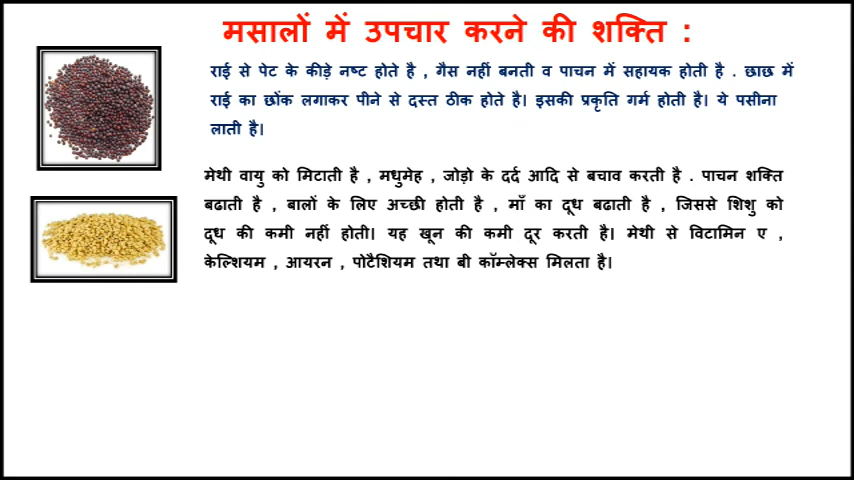 मसालों में उपचार करने की शक्ति :
राई से पेट के कीड़े नष्ट होते है , गैस नहीं बनती व पाचन में सहायक होती है . छाछ में
राई का छोंक लगाकर पीने से दस्त ठीक होते है। इसकी प्रकृति गर्म होती है। ये पसीना
लाती है।
मेथी वायु को मिटाती है , मधुमेह , जोड़ो के दर्द आदि से बचाव करती है . पाचन शक्ति
बढाती है , बालों के लिए अच्छी होती है , माँ का दूध बढाती है , जिससे शिशु को
दूध की कमी नहीं होती। यह खून की कमी दूर करती है। मेथी से विटामिन ए ,
केल्शियम , आयरन , पोटैशियम तथा बी कॉम्लेक्स मिलता है।